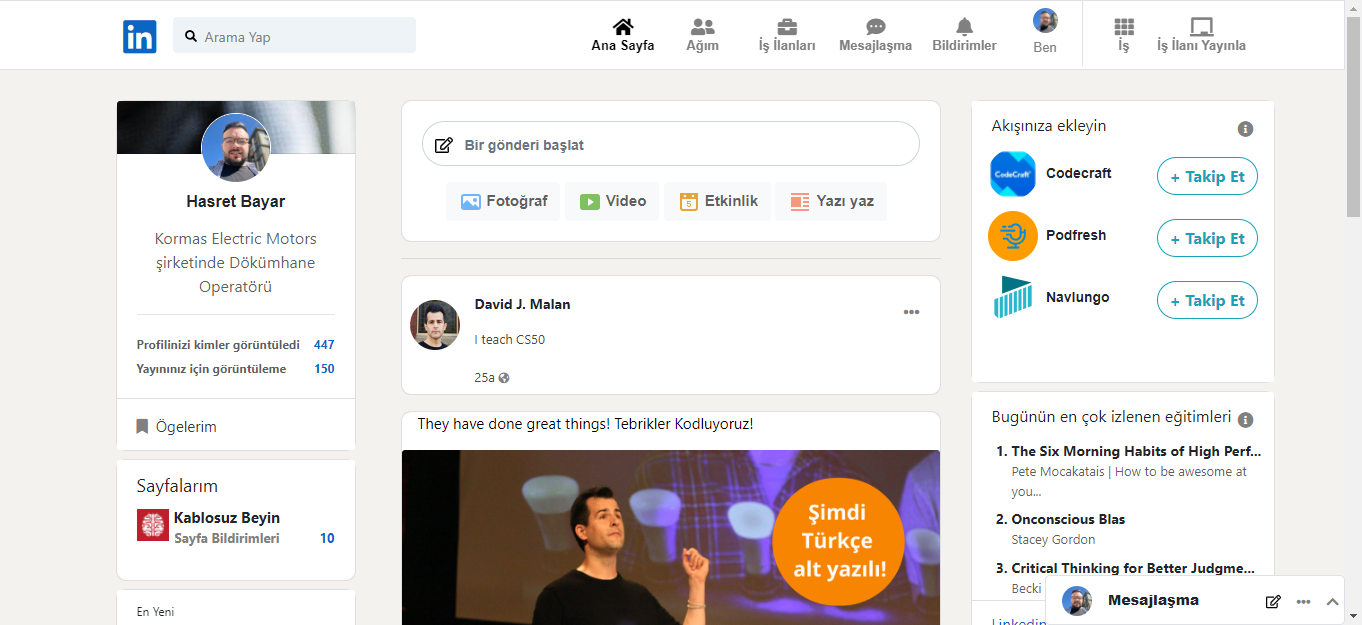 in
Arama Yap
Ana Sayfa
Ağım
İş İlanları
Mesajlaşma
Bildirimler
Ben
İş
İş İlanı Yayınla
Hasret Bayar
Kormas Electric Motors
şirketinde Dökümhane
Operatörü
Profilinizi kimler görüntüledi 447
Yayınınız için görüntüleme 150
Ögelerim
Sayfalarım
Kablosuz Beyin
Sayfa Bildirimleri 10
En Yeni
Bir gönderi başlat
Fotoğraf
Video
5
Etkinlik
Yazı yaz
David J. Malan
I teach CS50
25a
They have done great things! Tebrikler Kodluyoruz!
Şimdi
Türkçe
alt yazılı!
Akışınıza ekleyin
CodeCraft
Codecraft
+ Takip Et
Podfresh
+ Takip Et
Navlungo
+ Takip Et
Bugünün en çok izlenen eğitimleri
1. The Six Morning Habits of High Perf...
Pete Mocakatais | How to be awesome at
you...
2. Onconscious Blas
Stacey Gordon
3. Critical Thinking for Better Judgme...
Becki
Linkedin
Mesajlaşma